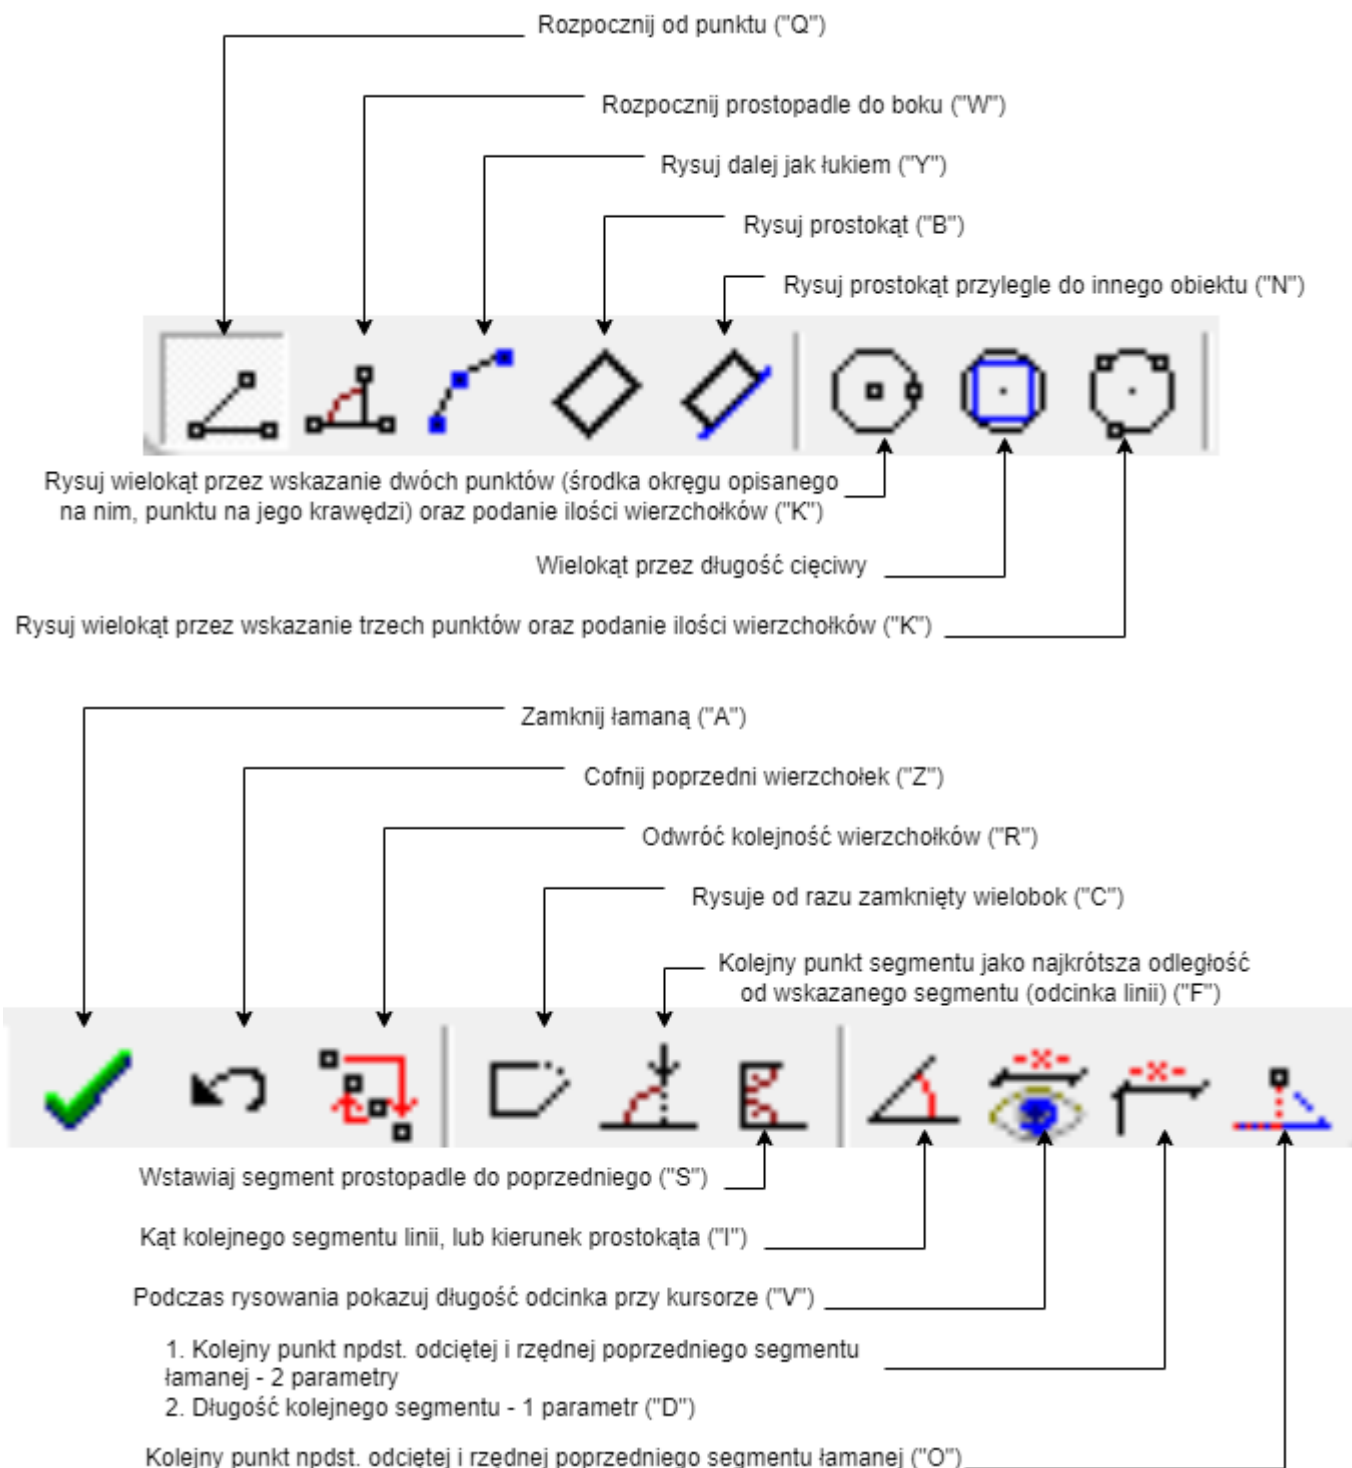 Rozpocznij od punktu ("Q")
Rozpocznij prostopadle do boku ("W")
Rysuj dalej jak łukiem ("Y")
Rysuj prostokąt ("B")
Rysuj prostokąt przylegle do innego obiektu ("N")
Rysuj wielokąt przez wskazanie dwóch punktów (środka okręgu opisanego
na nim, punktu na jego krawędzi) oraz podanie ilości wierzchołków ("K")
Wielokąt przez długość cięciwy
Rysuj wielokąt przez wskazanie trzech punktów oraz podanie ilości wierzchołków ("K")
Zamknij łamaną ("A")
Cofnij poprzedni wierzchołek ("Z")
Odwróć kolejność wierzchołków ("R")
Rysuje od razu zamknięty wielobok ("C")
Kolejny punkt segmentu jako najkrótsza odległość
od wskazanego segmentu (odcinka linii) ("F")
Wstawiaj segment prostopadle do poprzedniego ("S")
Kąt kolejnego segmentu linii, lub kierunek prostokąta ("I")
Podczas rysowania pokazuj długość odcinka przy kursorze ("V")
1. Kolejny punkt npdst. odciętej i rzędnej poprzedniego segmentu
łamanej - 2 parametry
2. Długość kolejnego segmentu - 1 parametr ("D")
Kolejny punkt npdst. odciętej i rzędnej poprzedniego segmentu łamanej ("O")